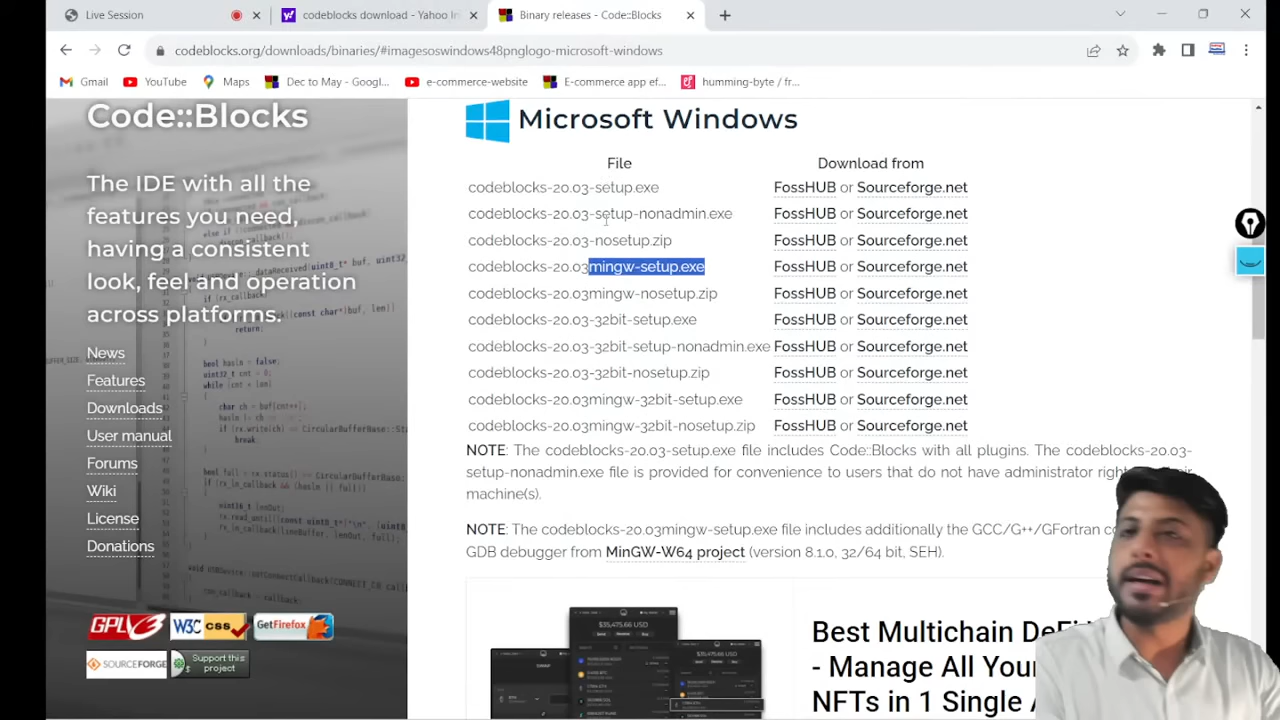 Live Session
codeblocks download - Yahoo In
Binary releases - Code::Blocks
codeblocks.org/downloads/binaries/#imagesoswindows48pnglogo-microsoft-windows
Gmail
YouTube
Maps
Dec to May - Googl...
e-commerce-website
E-commerce app ef...
humming-byte / fr...
Code::Blocks
The IDE with all the
features you need,
having a consistent
look, feel and operation
across platforms.
News
Features
Downloads
User manual
Forums
Wiki
License
Donations
GPLv3
W3C CSS
GetFirefox
SOURCEFORGE
Support this
Microsoft Windows
File Download from
codeblocks-20.03-setup.exe FossHUB or Sourceforge.net
codeblocks-20.03-setup-nonadmin.exe FossHUB or Sourceforge.net
codeblocks-20.03-nosetup.zip FossHUB or Sourceforge.net
codeblocks-20.03mingw-setup.exe FossHUB or Sourceforge.net
codeblocks-20.03mingw-nosetup.zip FossHUB or Sourceforge.net
codeblocks-20.03-32bit-setup.exe FossHUB or Sourceforge.net
codeblocks-20.03-32bit-setup-nonadmin.exe FossHUB or Sourceforge.net
codeblocks-20.03-32bit-nosetup.zip FossHUB or Sourceforge.net
codeblocks-20.03mingw-32bit-setup.exe FossHUB or Sourceforge.net
codeblocks-20.03mingw-32bit-nosetup.zip FossHUB or Sourceforge.net
NOTE: The codeblocks-20.03-setup.exe file includes Code::Blocks with all plugins. The codeblocks-20.03-
setup-nonadmin.exe file is provided for convenience to users that do not have administrator right
machine(s).
NOTE: The codeblocks-20.03mingw-setup.exe file includes additionally the GCC/G++/GFortran
GDB debugger from MinGW-W64 project (version 8.1.0, 32/64 bit, SEH).
$35,415.66 USD
Best Multichain
- Manage All You
NFTs in 1 Single